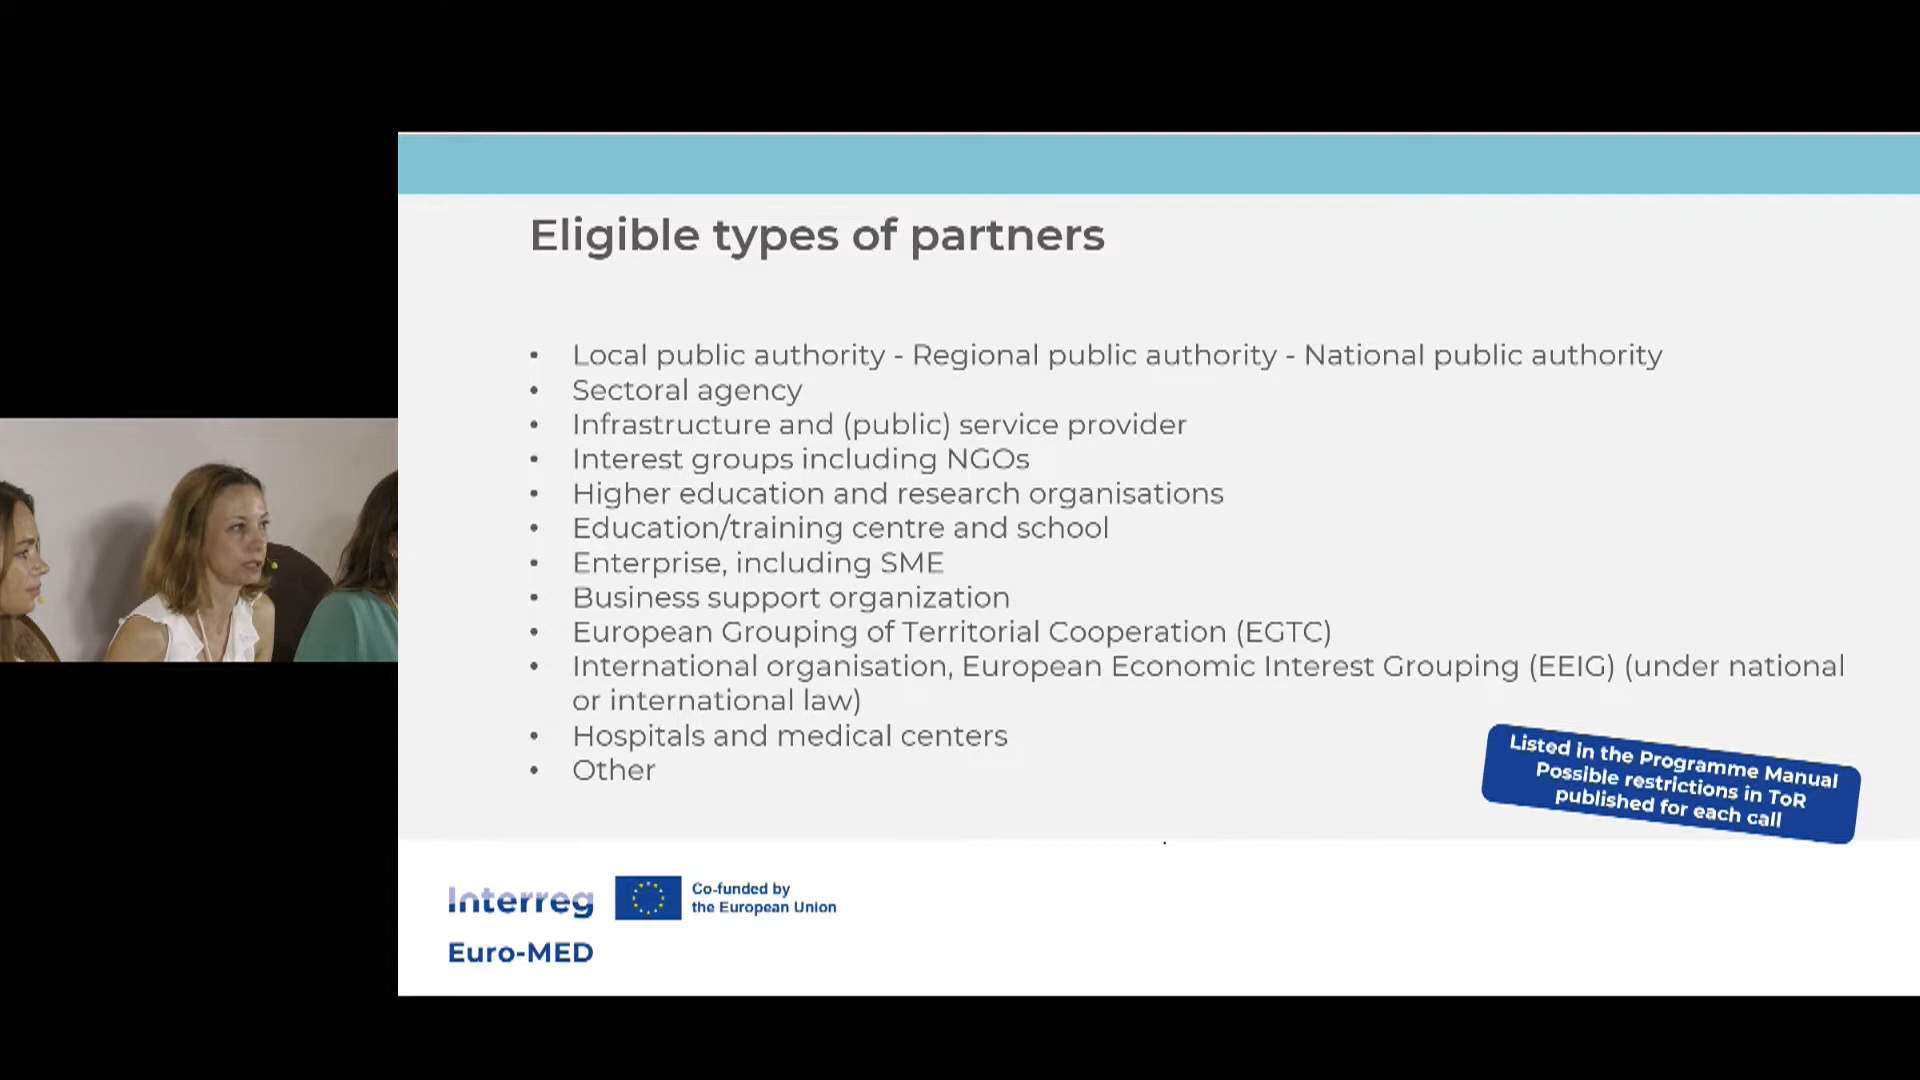 Eligible types of partners
• Local public authority - Regional public authority - National public authority
• Sectoral agency
• Infrastructure and (public) service provider
• Interest groups including NGOs
• Higher education and research organisations
• Education/training centre and school
• Enterprise, including SME
• Business support organization
• European Grouping of Territorial Cooperation (EGTC)
• International organisation, European Economic Interest Grouping (EEIG) (under national
or international law)
• Hospitals and medical centers
• Other
Listed in the Programme Manual
Possible restrictions in ToR
published for each call
Interreg
Co-funded by
the European Union
Euro-MED